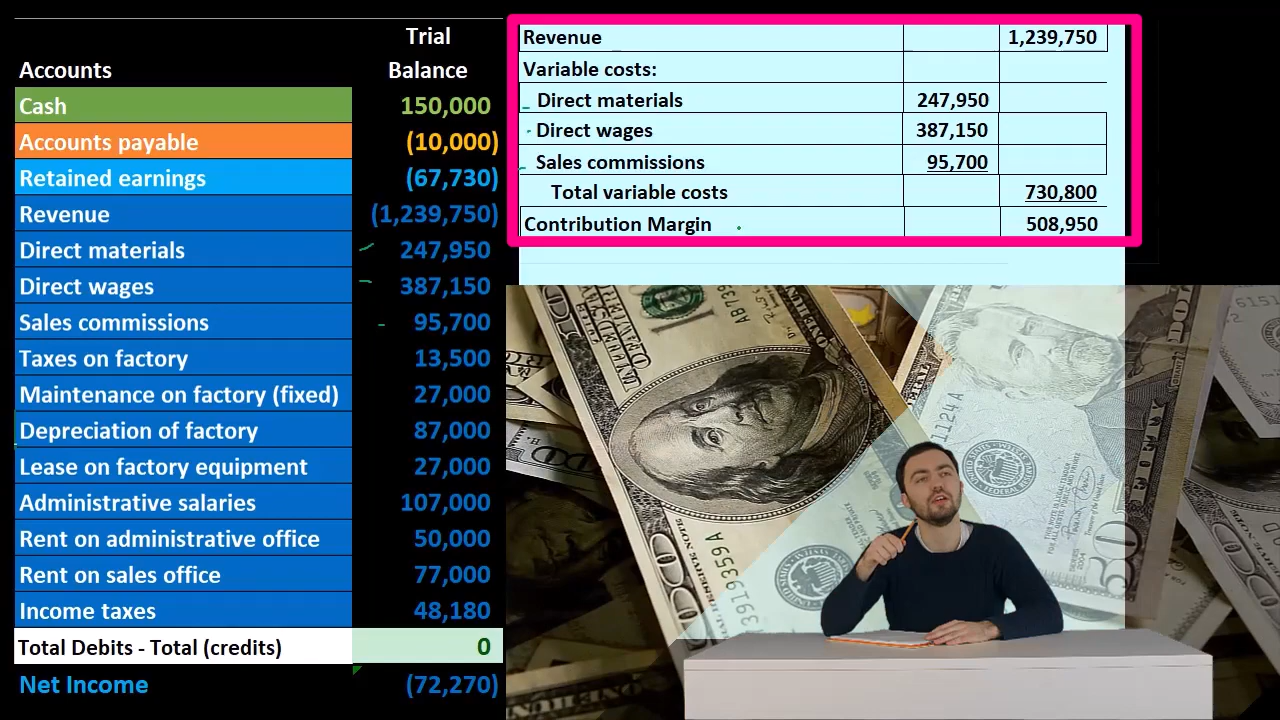 Trial
Accounts Balance
Cash 150,000
Accounts payable (10,000)
Retained earnings (67,730)
Revenue (1,239,750)
Direct materials 247,950
Direct wages 387,150
Sales commissions 95,700
Taxes on factory 13,500
Maintenance on factory (fixed) 27,000
Depreciation of factory 87,000
Lease on factory equipment 27,000
Administrative salaries 107,000
Rent on administrative office 50,000
Rent on sales office 77,000
Income taxes 48,180
Total Debits - Total (credits) 0
Net Income (72,270)
Revenue 1,239,750
Variable costs:
Direct materials 247,950
Direct wages 387,150
Sales commissions 95,700
Total variable costs 730,800
Contribution Margin 508,950